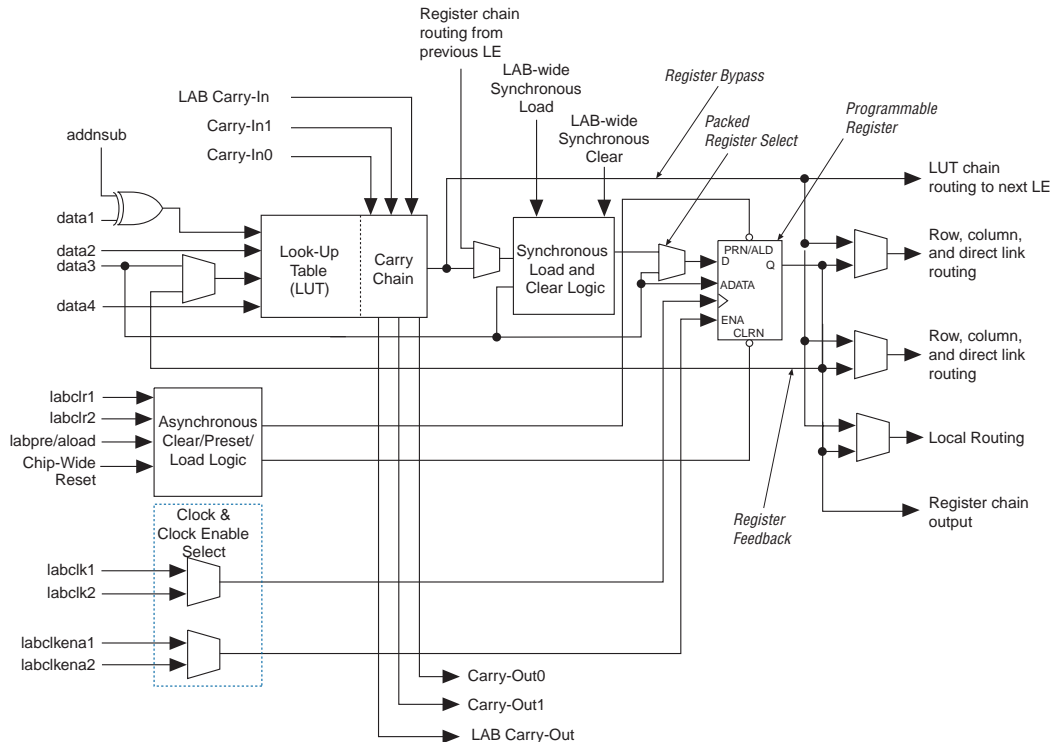 Register chain
routing from
previous LE
LAB-wide
Synchronous
Load
LAB-wide
Synchronous
Clear
Register Bypass
Packed
Register Select
Programmable
Register
LAB Carry-In
Carry-In1
Carry-In0
addnsub
data1
data2
data3
data4
Look-Up
Table
(LUT)
Carry
Chain
Synchronous
Load and
Clear Logic
PRN/ALD
D
Q
ADATA
ENA
CLRN
LUT chain
routing to next LE
Row, column,
and direct link
routing
Row, column,
and direct link
routing
Local Routing
Register chain
output
Register
Feedback
labclr1
labclr2
labpre/aload
Chip-Wide
Reset
Asynchronous
Clear/Preset/
Load Logic
Clock &
Clock Enable
Select
labclk1
labclk2
labclkena1
labclkena2
Carry-Out0
Carry-Out1
LAB Carry-Out